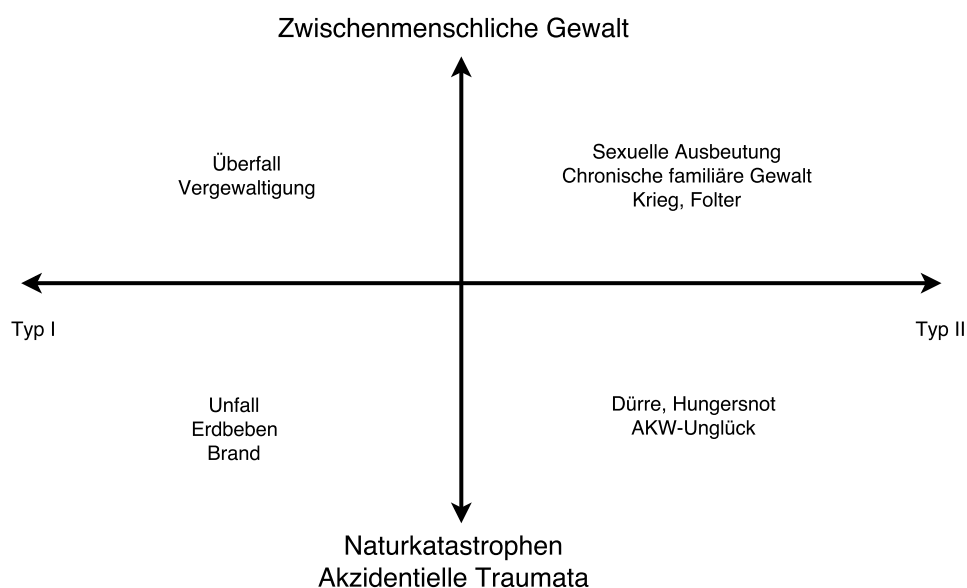 Zwischenmenschliche Gewalt
Überfall
Vergewaltigung
Sexuelle Ausbeutung
Chronische familiäre Gewalt
Krieg, Folter
Typ I
Typ II
Unfall
Erdbeben
Brand
Dürre, Hungersnot
AKW-Unglück
Naturkatastrophen
Akzidentielle Traumata